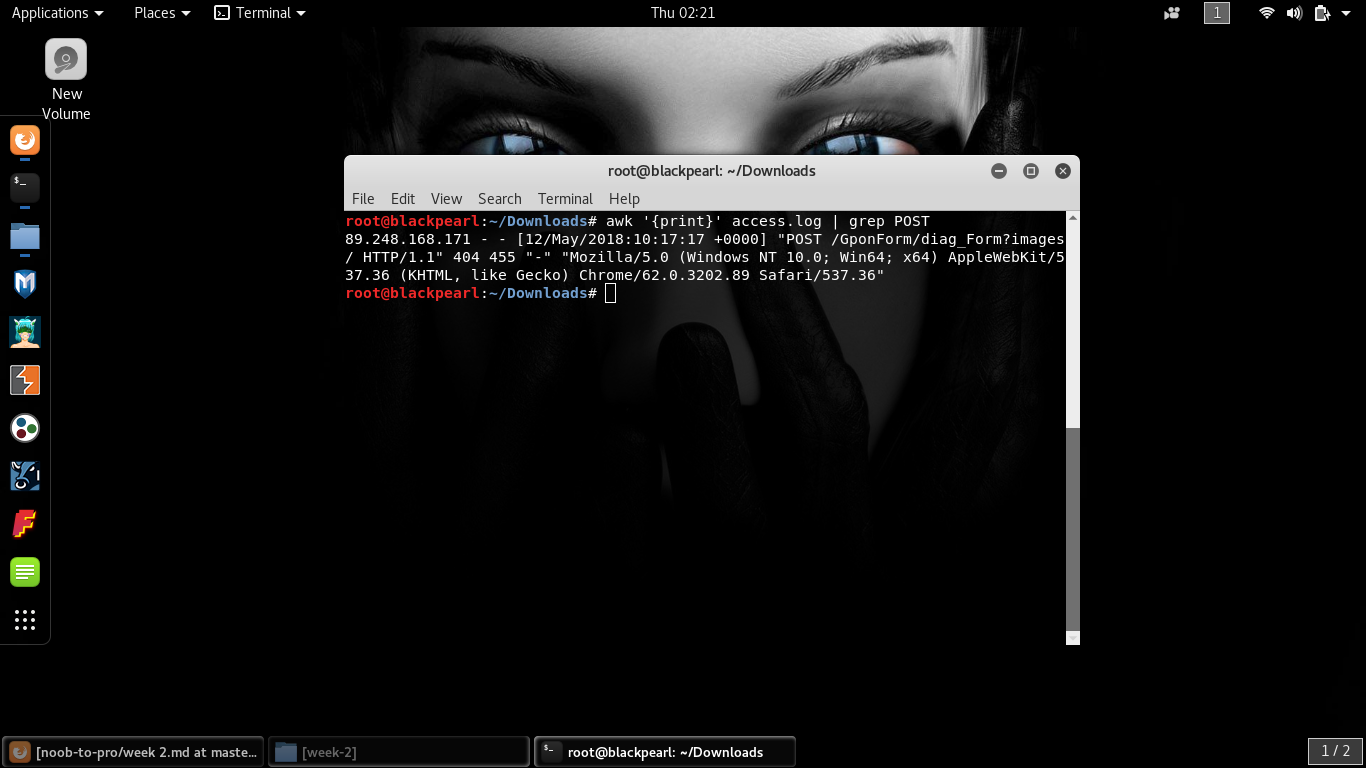 Applications Places Terminal Thu 02:21 1
New
Volume
root@blackpearl: ~/Downloads
File Edit View Search Terminal Help
root@blackpearl:~/Downloads# awk '{print}' access.log | grep POST
89.248.168.171 - - [12/May/2018:10:17:17 +0000] "POST /GponForm/diag_Form?images
/ HTTP/1.1" 404 455 "-" "Mozilla/5.0 (Windows NT 10.0; Win64; x64) AppleWebKit/5
37.36 (KHTML, like Gecko) Chrome/62.0.3202.89 Safari/537.36"
root@blackpearl:~/Downloads#
[noob-to-pro/week 2.md at maste... [week-2] root@blackpearl: ~/Downloads 1 / 2